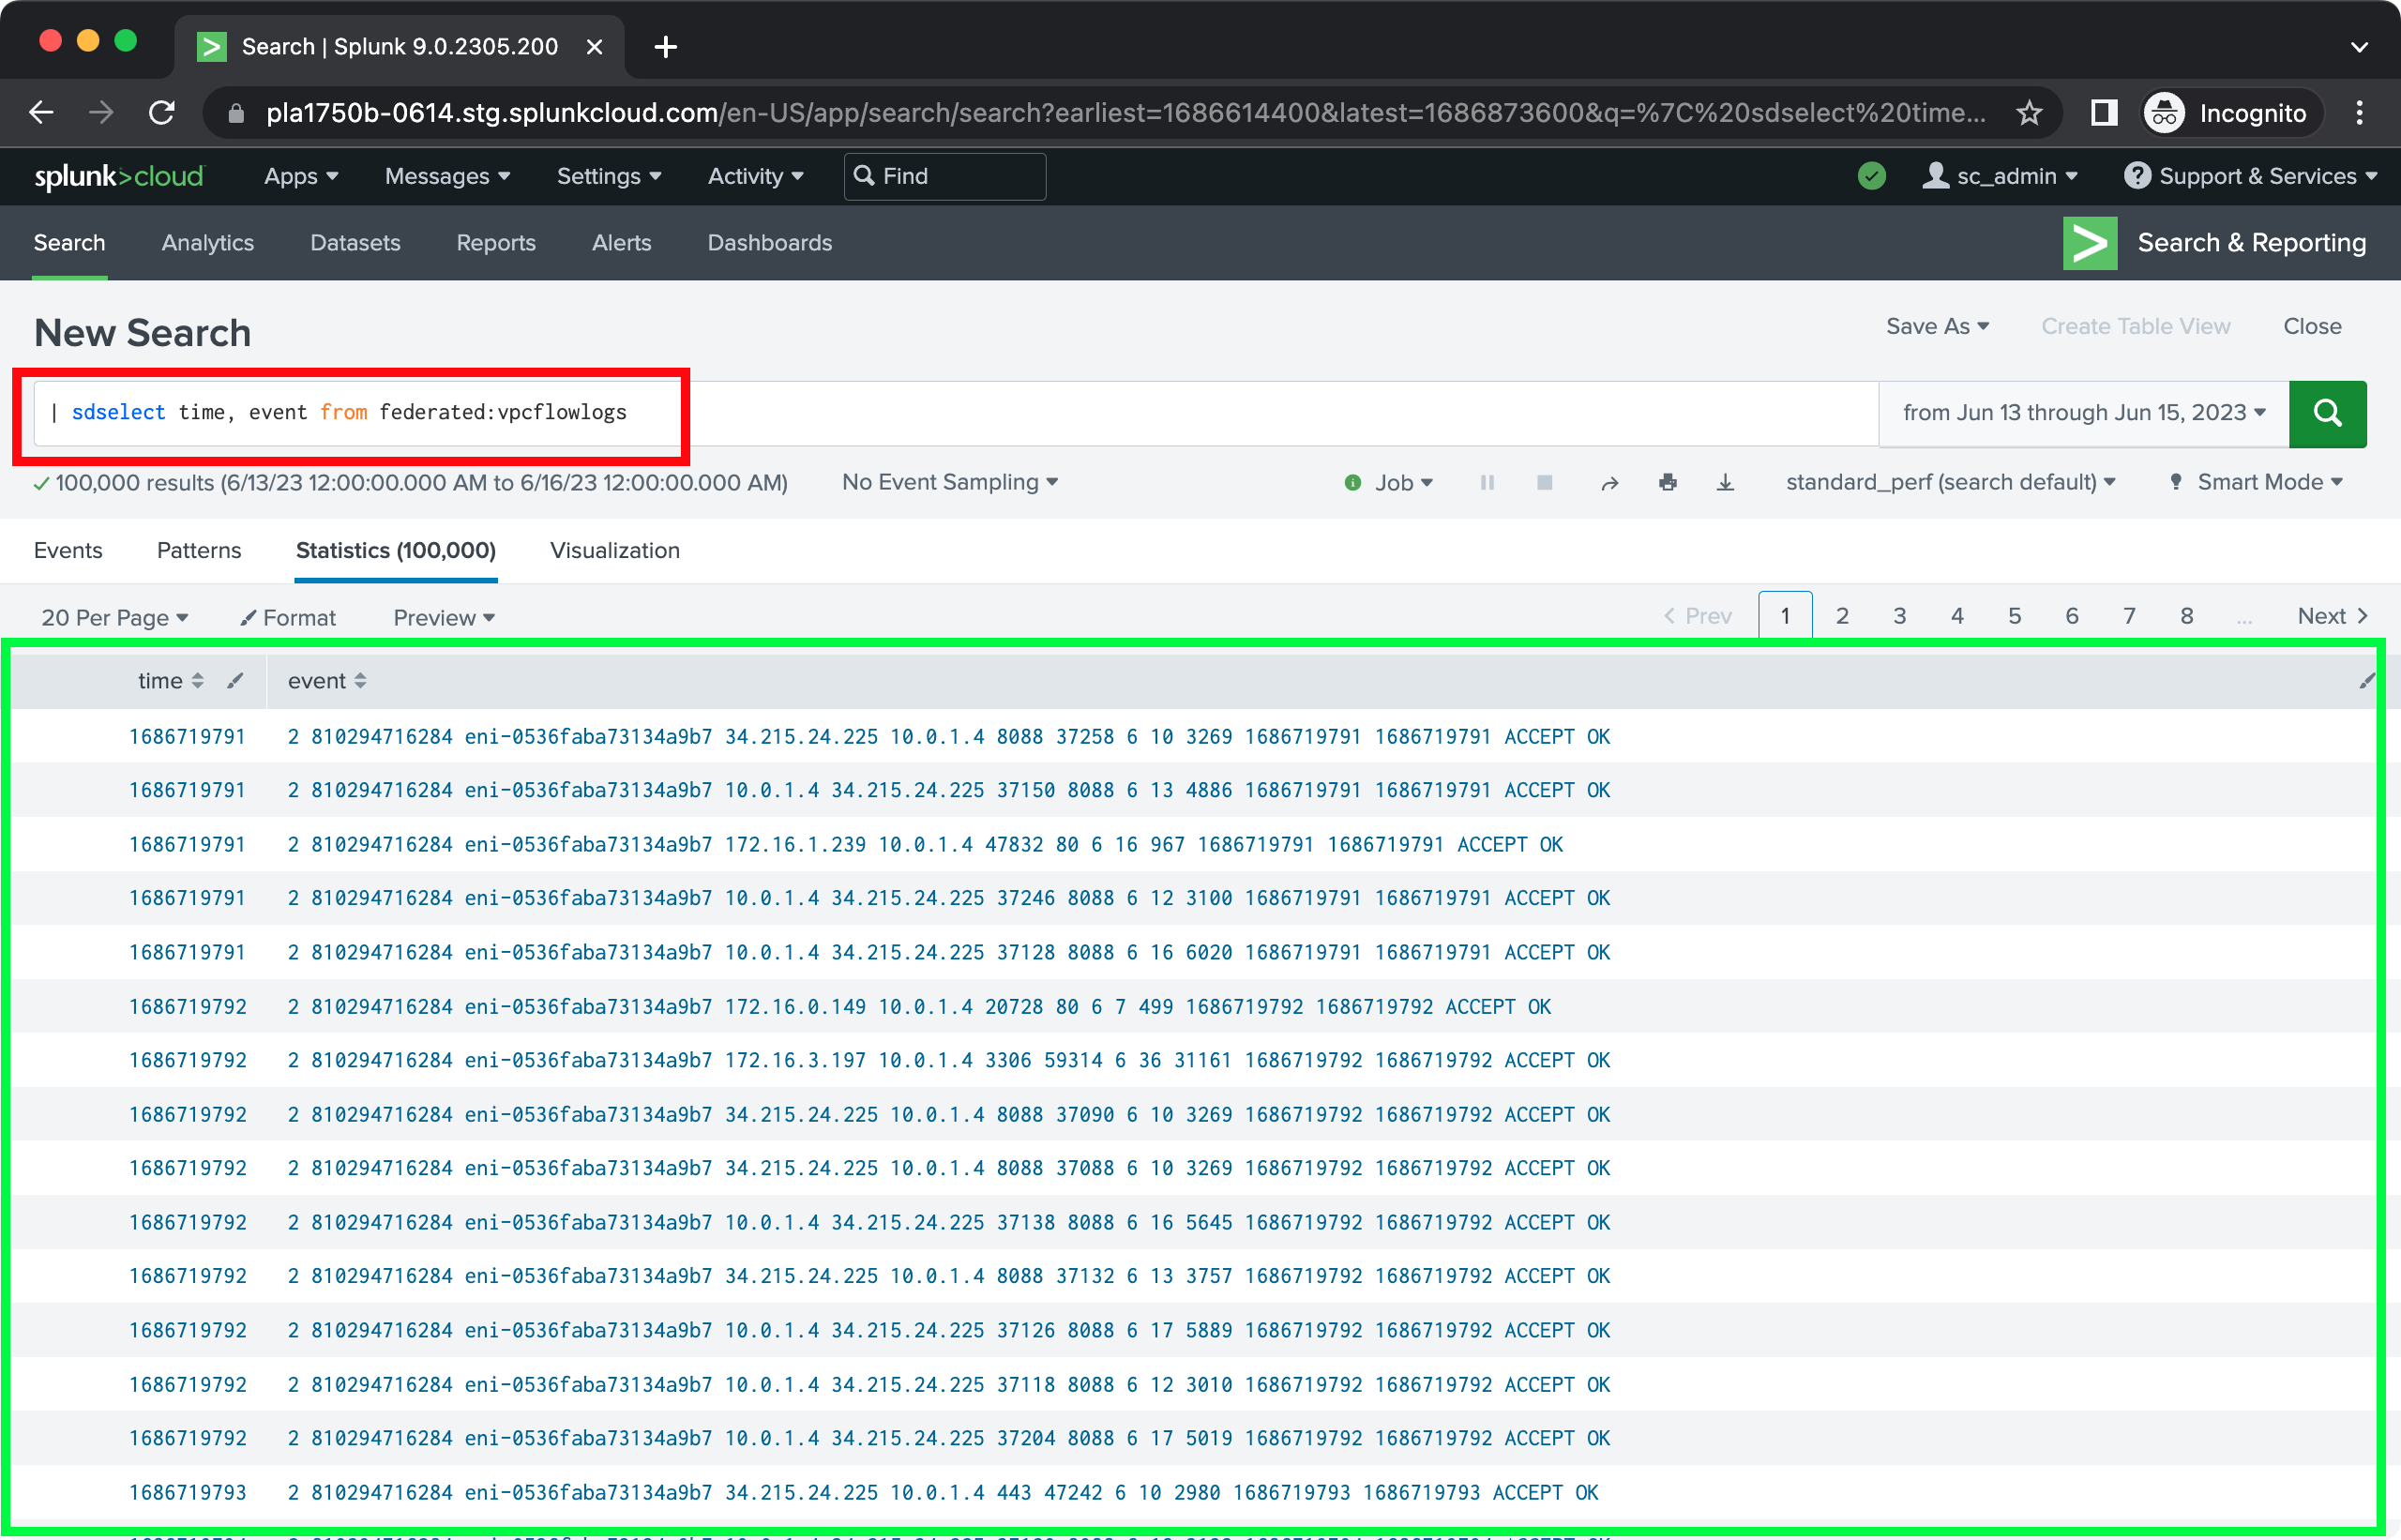 Search | Splunk 9.0.2305.200
pla1750b-0614.stg.splunkcloud.com/en-US/app/search/search?earliest=1686614400&latest=1686873600&q=%7C%20sdselect%20time... Incognito
splunk>cloud Apps Messages Settings Activity Find sc_admin Support & Services
Search Analytics Datasets Reports Alerts Dashboards Search & Reporting
New Search Save As Create Table View Close
| sdselect time, event from federated:vpcflowlogs from Jun 13 through Jun 15, 2023
100,000 results (6/13/23 12:00:00.000 AM to 6/16/23 12:00:00.000 AM) No Event Sampling Job standard_perf (search default) Smart Mode
Events Patterns Statistics (100,000) Visualization
20 Per Page Format Preview Prev 1 2 3 4 5 6 7 8 ... Next
time event
1686719791 2 810294716284 eni-0536faba73134a9b7 34.215.24.225 10.0.1.4 8088 37258 6 10 3269 1686719791 1686719791 ACCEPT OK
1686719791 2 810294716284 eni-0536faba73134a9b7 10.0.1.4 34.215.24.225 37150 8088 6 13 4886 1686719791 1686719791 ACCEPT OK
1686719791 2 810294716284 eni-0536faba73134a9b7 172.16.1.239 10.0.1.4 47832 80 6 16 967 1686719791 1686719791 ACCEPT OK
1686719791 2 810294716284 eni-0536faba73134a9b7 10.0.1.4 34.215.24.225 37246 8088 6 12 3100 1686719791 1686719791 ACCEPT OK
1686719791 2 810294716284 eni-0536faba73134a9b7 10.0.1.4 34.215.24.225 37128 8088 6 16 6020 1686719791 1686719791 ACCEPT OK
1686719792 2 810294716284 eni-0536faba73134a9b7 172.16.0.149 10.0.1.4 20728 80 6 7 499 1686719792 1686719792 ACCEPT OK
1686719792 2 810294716284 eni-0536faba73134a9b7 172.16.3.197 10.0.1.4 3306 59314 6 36 31161 1686719792 1686719792 ACCEPT OK
1686719792 2 810294716284 eni-0536faba73134a9b7 34.215.24.225 10.0.1.4 8088 37090 6 10 3269 1686719792 1686719792 ACCEPT OK
1686719792 2 810294716284 eni-0536faba73134a9b7 34.215.24.225 10.0.1.4 8088 37088 6 10 3269 1686719792 1686719792 ACCEPT OK
1686719792 2 810294716284 eni-0536faba73134a9b7 10.0.1.4 34.215.24.225 37138 8088 6 16 5645 1686719792 1686719792 ACCEPT OK
1686719792 2 810294716284 eni-0536faba73134a9b7 34.215.24.225 10.0.1.4 8088 37132 6 13 3757 1686719792 1686719792 ACCEPT OK
1686719792 2 810294716284 eni-0536faba73134a9b7 10.0.1.4 34.215.24.225 37126 8088 6 17 5889 1686719792 1686719792 ACCEPT OK
1686719792 2 810294716284 eni-0536faba73134a9b7 10.0.1.4 34.215.24.225 37118 8088 6 12 3010 1686719792 1686719792 ACCEPT OK
1686719792 2 810294716284 eni-0536faba73134a9b7 10.0.1.4 34.215.24.225 37204 8088 6 17 5019 1686719792 1686719792 ACCEPT OK
1686719793 2 810294716284 eni-0536faba73134a9b7 34.215.24.225 10.0.1.4 443 47242 6 10 2980 1686719793 1686719793 ACCEPT OK